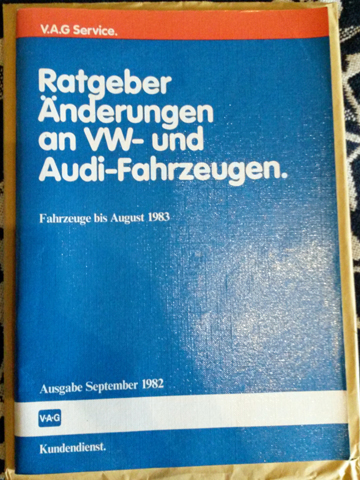 V.A.G Service.
Ratgeber
Änderungen
an VW- und
Audi-Fahrzeugen.
Fahrzeuge bis August 1983
Ausgabe September 1982
V·A·G
Kundendienst.